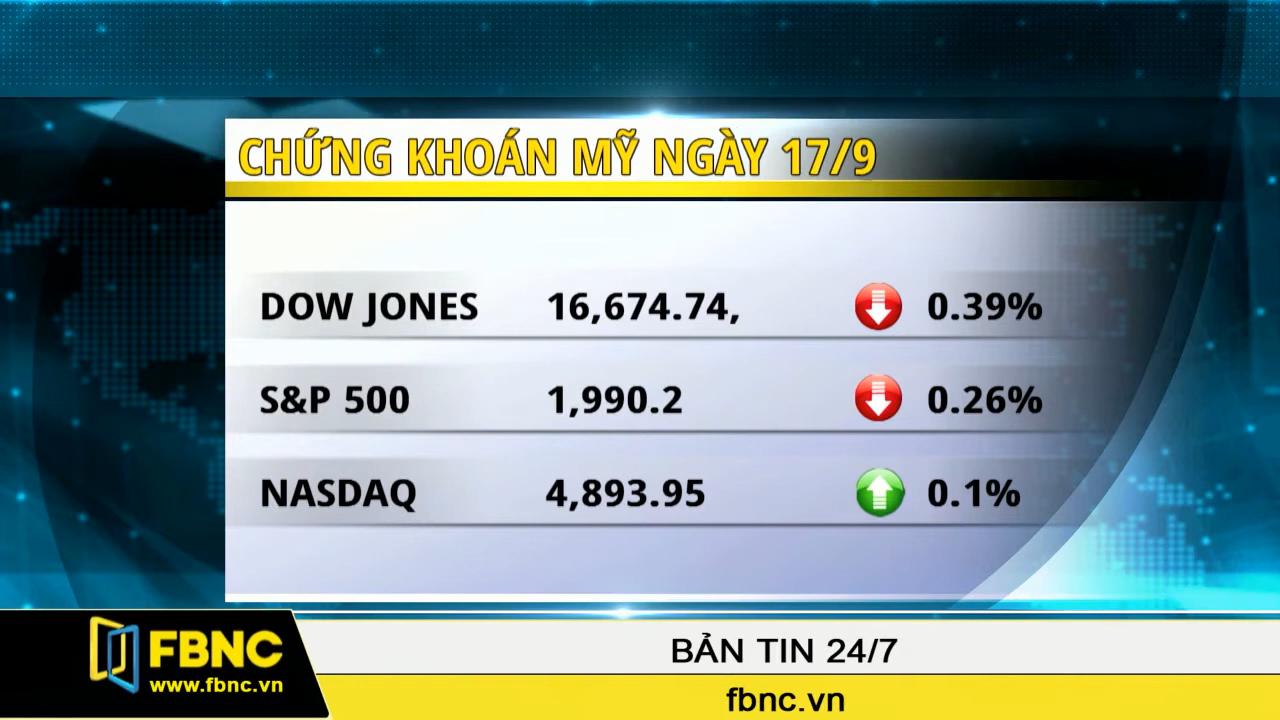 CHỨNG KHOÁN MỸ NGÀY 17/9
DOW JONES 16,674.74, 0.39%
S&P 500 1,990.2 0.26%
NASDAQ 4,893.95 0.1%
FBNC
www.fbnc.vn
BẢN TIN 24/7
fbnc.vn